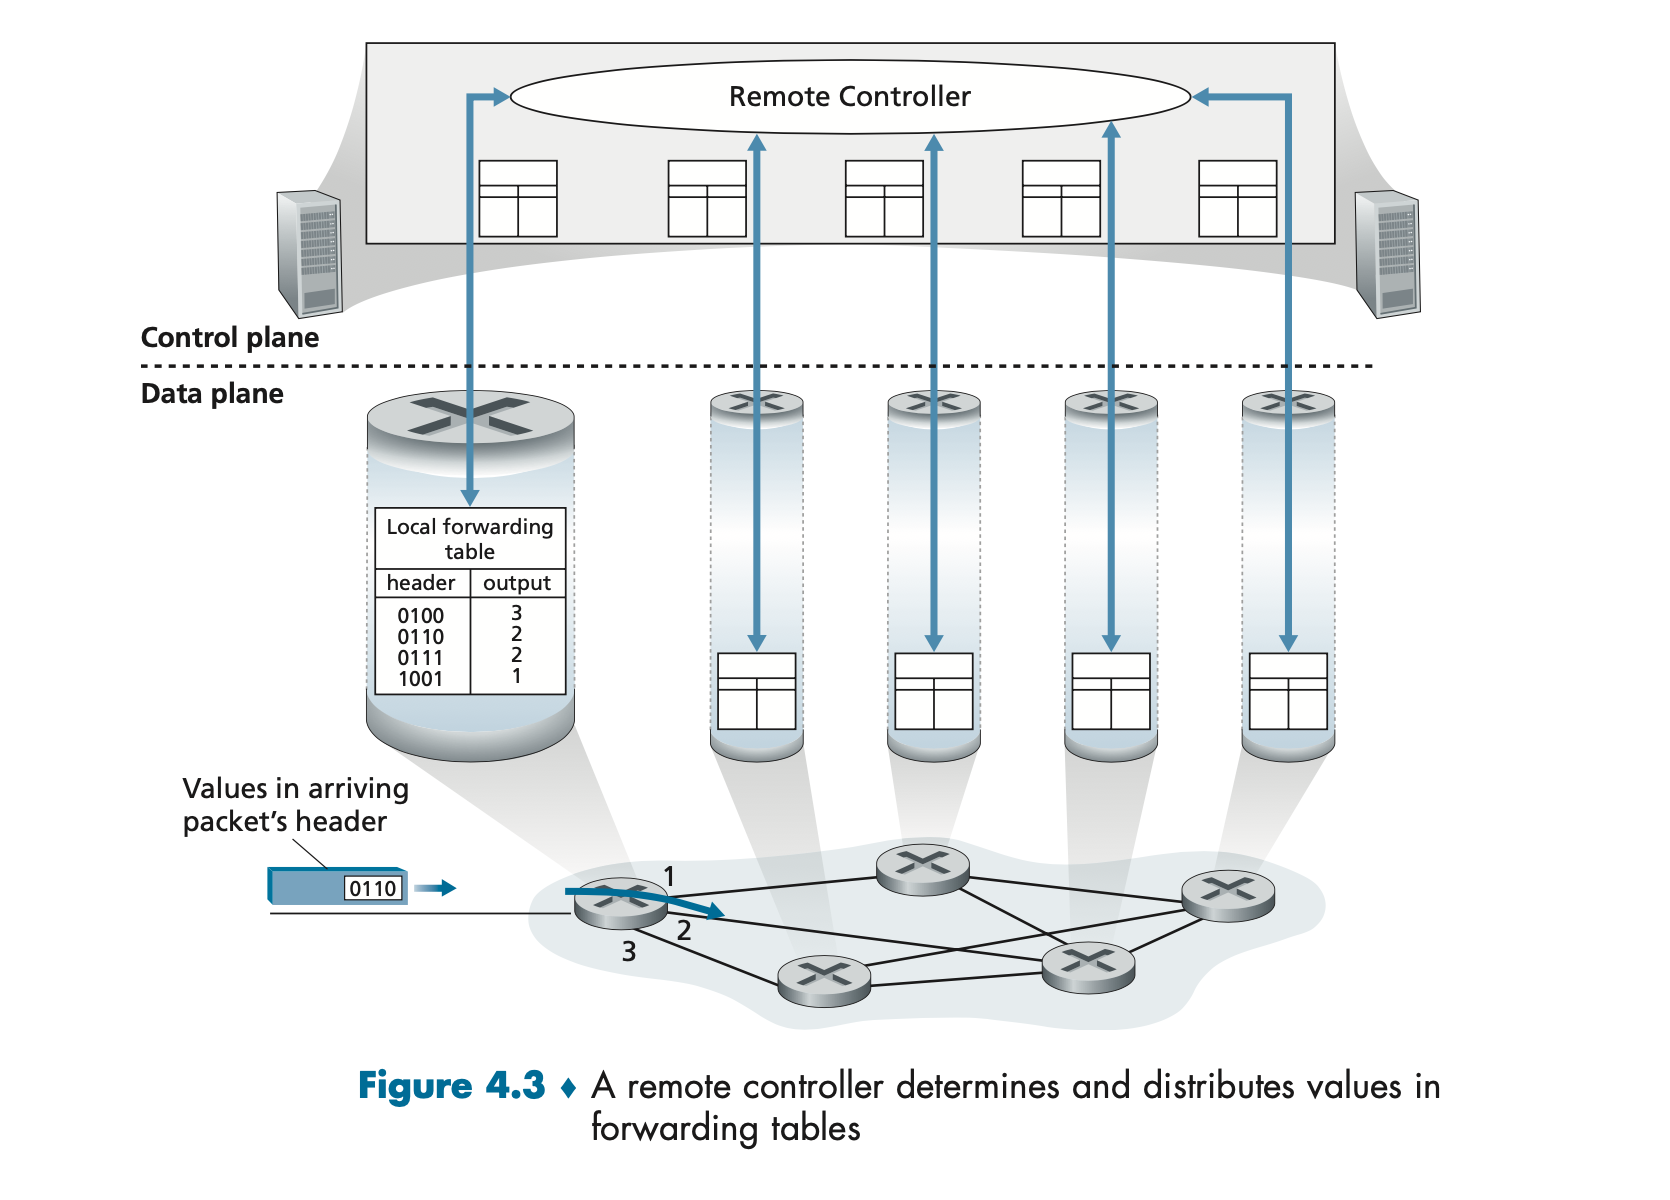 Remote Controller
Control plane
Data plane
Local forwarding
table
header output
0100 3
0110 2
0111 2
1001 1
Values in arriving
packet’s header
0110
1
2
3
Figure 4.3 ♦ A remote controller determines and distributes values in
forwarding tables